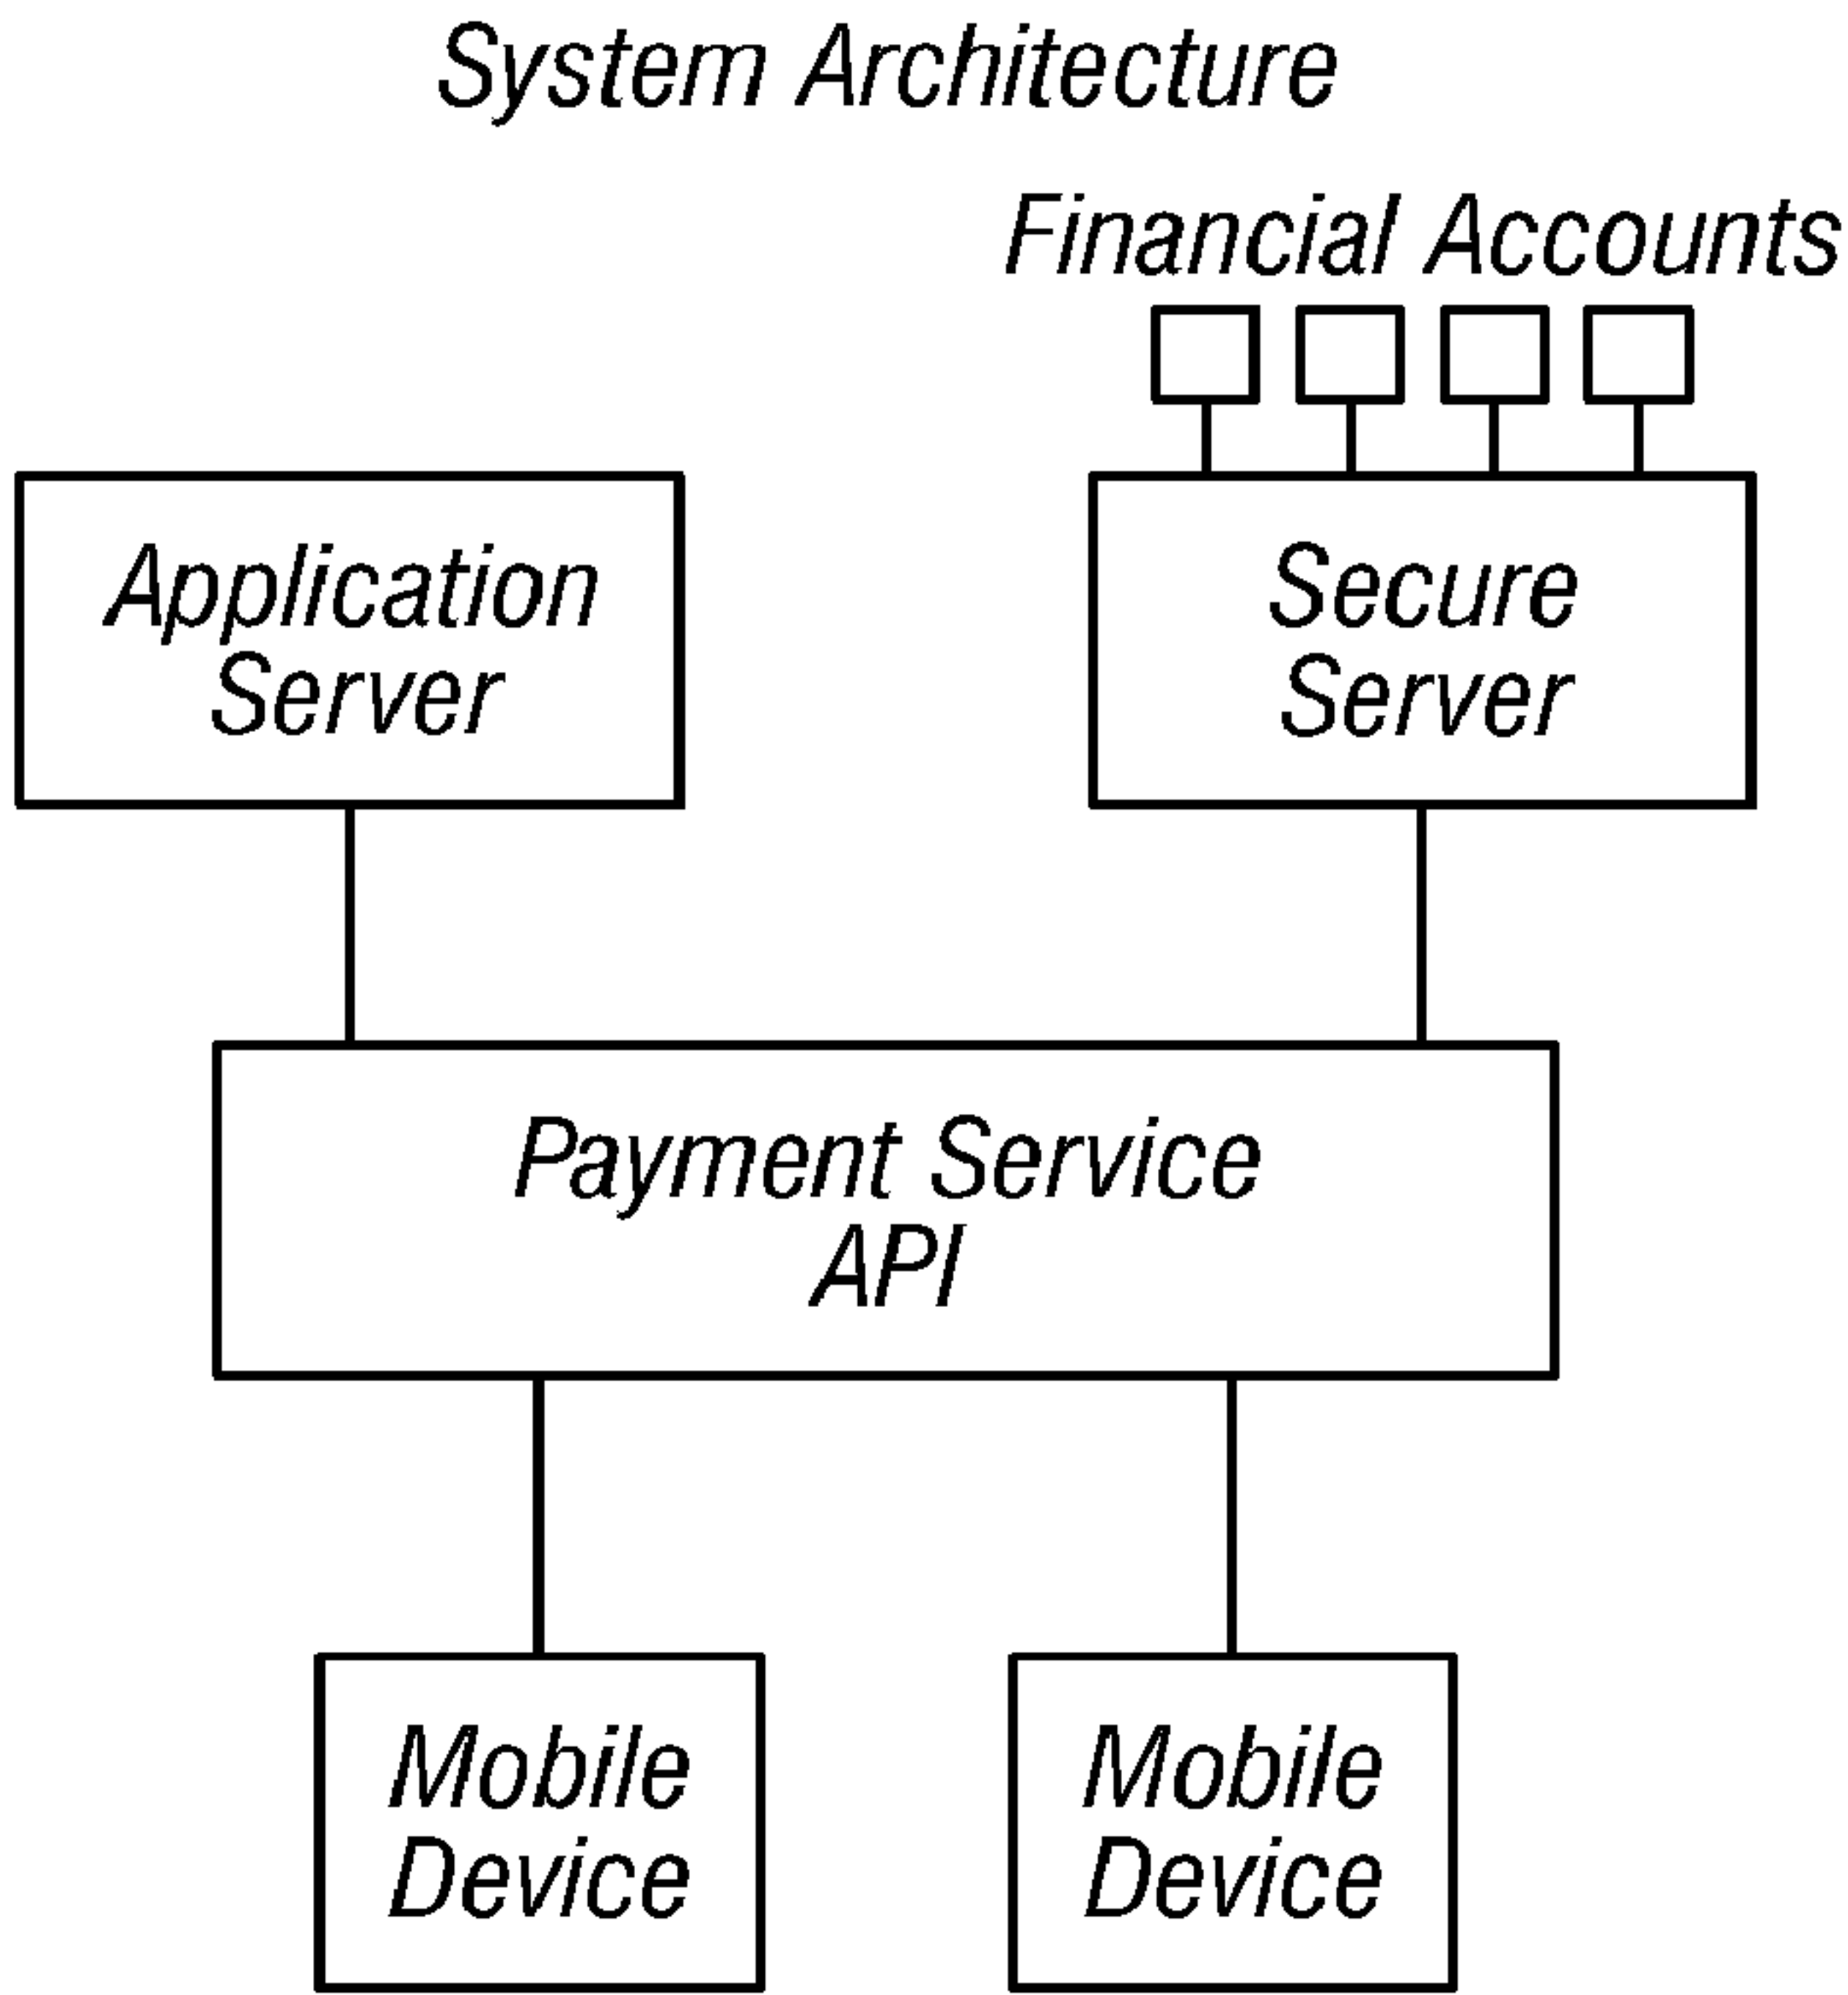 System Architecture
Financial Accounts
Application
Server
Secure
Server
Payment Service
API
Mobile
Device
Mobile
Device